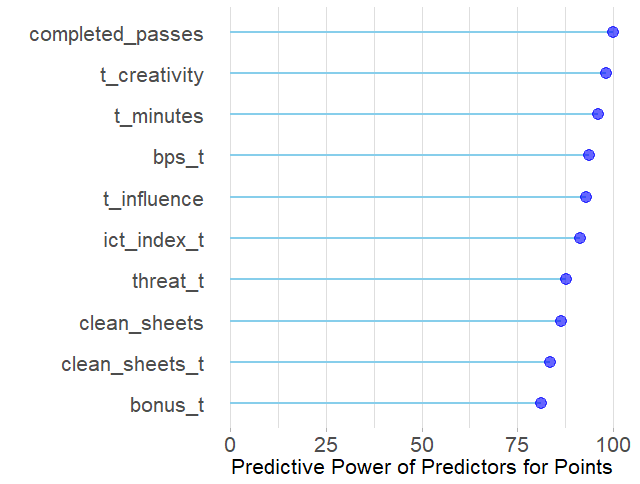 completed_passes
t_creativity
t_minutes
bps_t
t_influence
ict_index_t
threat_t
clean_sheets
clean_sheets_t
bonus_t
0 25 50 75 100
Predictive Power of Predictors for Points